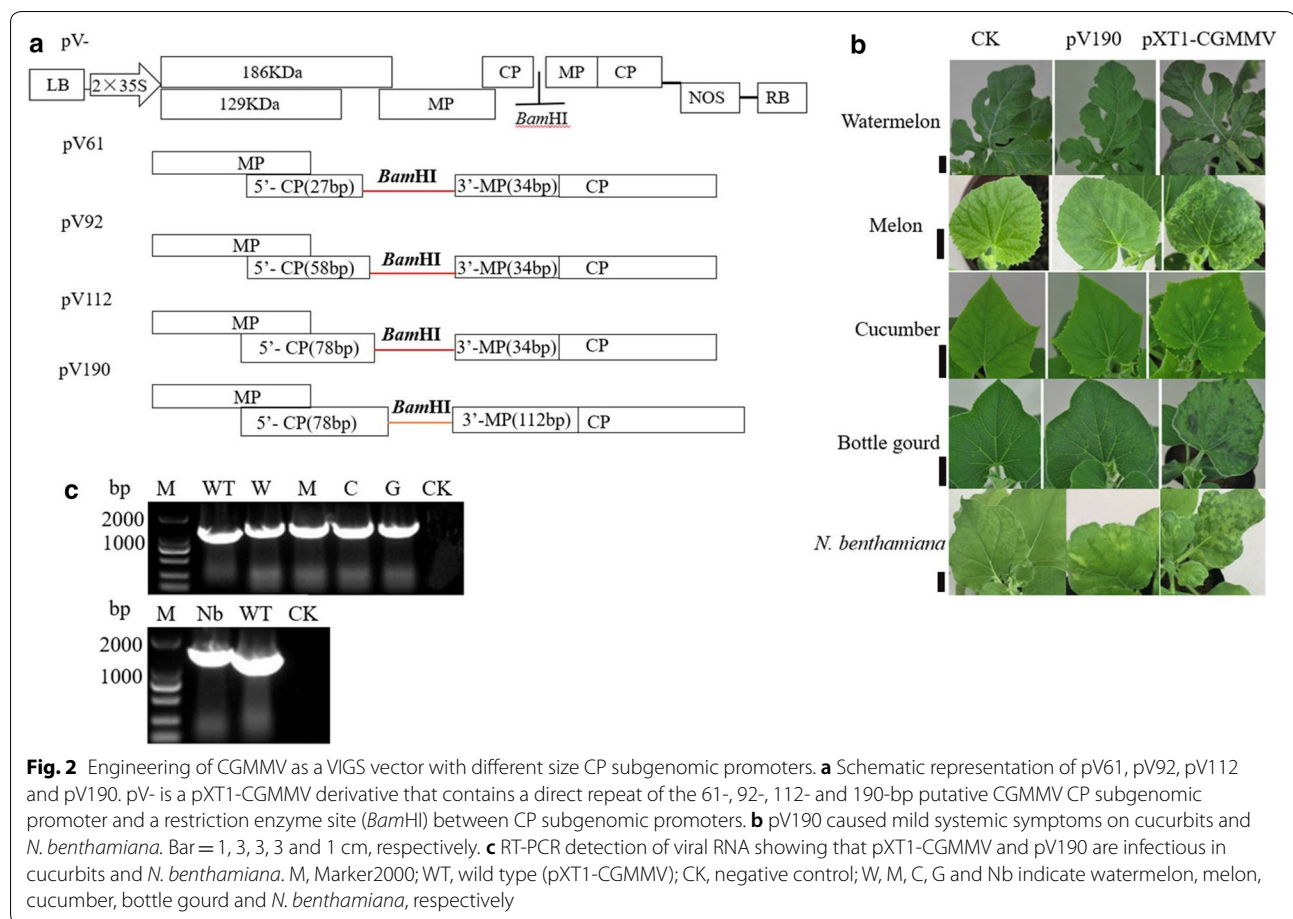 a
pV-
LB
2×35S
186KDa
129KDa
MP
CP
BamHI
MP
CP
NOS
RB
pV61
MP
5'- CP(27bp)
BamHI
3'-MP(34bp)
CP
pV92
MP
5'- CP(58bp)
BamHI
3'-MP(34bp)
CP
pV112
MP
5'- CP(78bp)
BamHI
3'-MP(34bp)
CP
pV190
MP
5'- CP(78bp)
BamHI
3'-MP(112bp)
CP
b
CK pV190 pXT1-CGMMV
Watermelon
Melon
Cucumber
Bottle gourd
N. benthamiana
c
bp M WT W M C G CK
2000
1000
bp M Nb WT CK
2000
1000
Fig. 2 Engineering of CGMMV as a VIGS vector with different size CP subgenomic promoters. a Schematic representation of pV61, pV92, pV112
and pV190. pV- is a pXT1-CGMMV derivative that contains a direct repeat of the 61-, 92-, 112- and 190-bp putative CGMMV CP subgenomic
promoter and a restriction enzyme site (BamHI) between CP subgenomic promoters. b pV190 caused mild systemic symptoms on cucurbits and
N. benthamiana. Bar = 1, 3, 3, 3 and 1 cm, respectively. c RT-PCR detection of viral RNA showing that pXT1-CGMMV and pV190 are infectious in
cucurbits and N. benthamiana. M, Marker2000; WT, wild type (pXT1-CGMMV); CK, negative control; W, M, C, G and Nb indicate watermelon, melon,
cucumber, bottle gourd and N. benthamiana, respectively